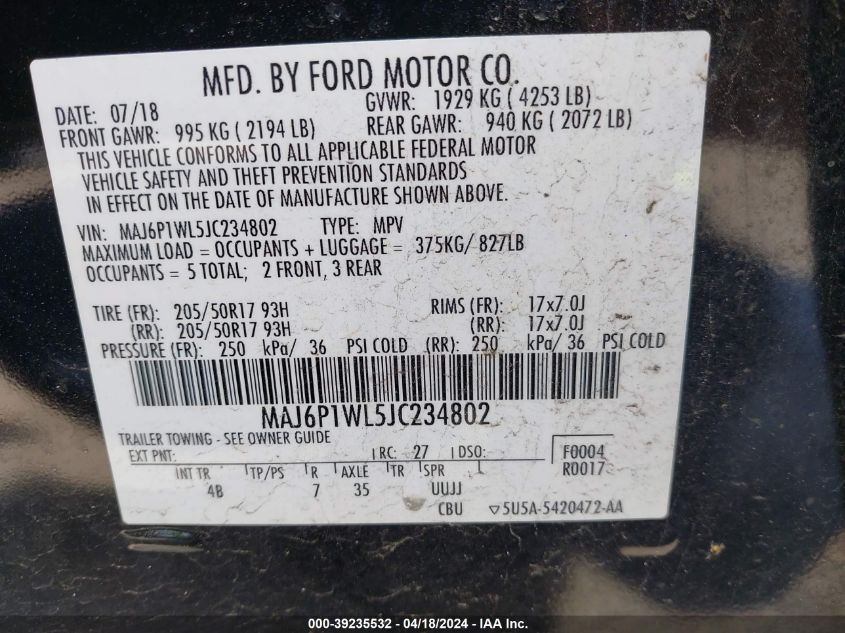 MFD. BY FORD MOTOR CO.
DATE: 07/18 GVWR: 1929 KG ( 4253 LB)
FRONT GAWR: 995 KG ( 2194 LB) REAR GAWR: 940 KG ( 2072 LB)
THIS VEHICLE CONFORMS TO ALL APPLICABLE FEDERAL MOTOR
VEHICLE SAFETY AND THEFT PREVENTION STANDARDS
IN EFFECT ON THE DATE OF MANUFACTURE SHOWN ABOVE.
VIN: MAJ6P1WL5JC234802 TYPE: MPV
MAXIMUM LOAD = OCCUPANTS + LUGGAGE = 375KG/ 827LB
OCCUPANTS = 5 TOTAL; 2 FRONT, 3 REAR
TIRE (FR): 205/50R17 93H RIMS (FR): 17x7.0J
(RR): 205/50R17 93H (RR): 17x7.0J
PRESSURE (FR): 250 kPa/ 36 PSI COLD (RR): 250 kPa/ 36 PSI COLD
MAJ6P1WL5JC234802
TRAILER TOWING - SEE OWNER GUIDE
EXT PNT: RC: 27 DSO: F0004
INT TR TP/PS R AXLE TR SPR R0017
4B 7 35 UUJJ
CBU 5U5A-5420472-AA
000-39235532 - 04/18/2024 - IAA Inc.